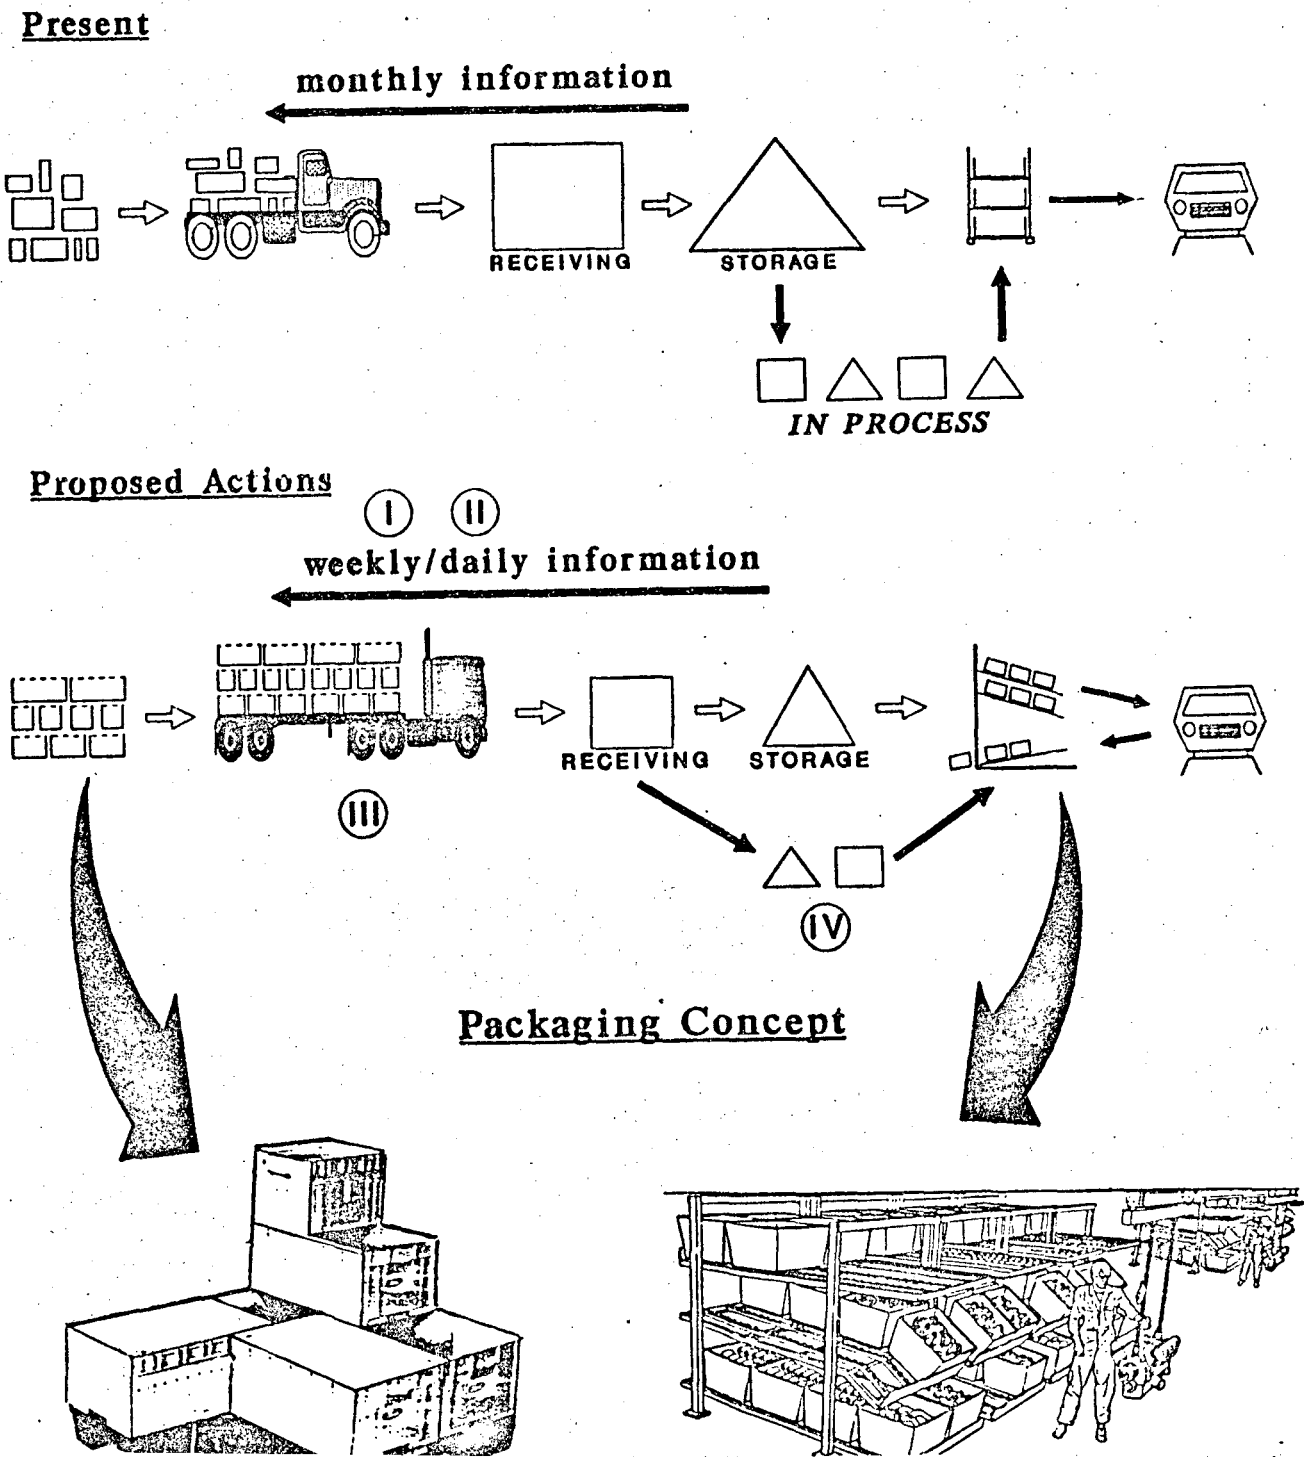 Present
monthly information
RECEIVING
STORAGE
IN PROCESS
Proposed Actions
I
II
weekly/daily information
RECEIVING
STORAGE
III
IV
Packaging Concept